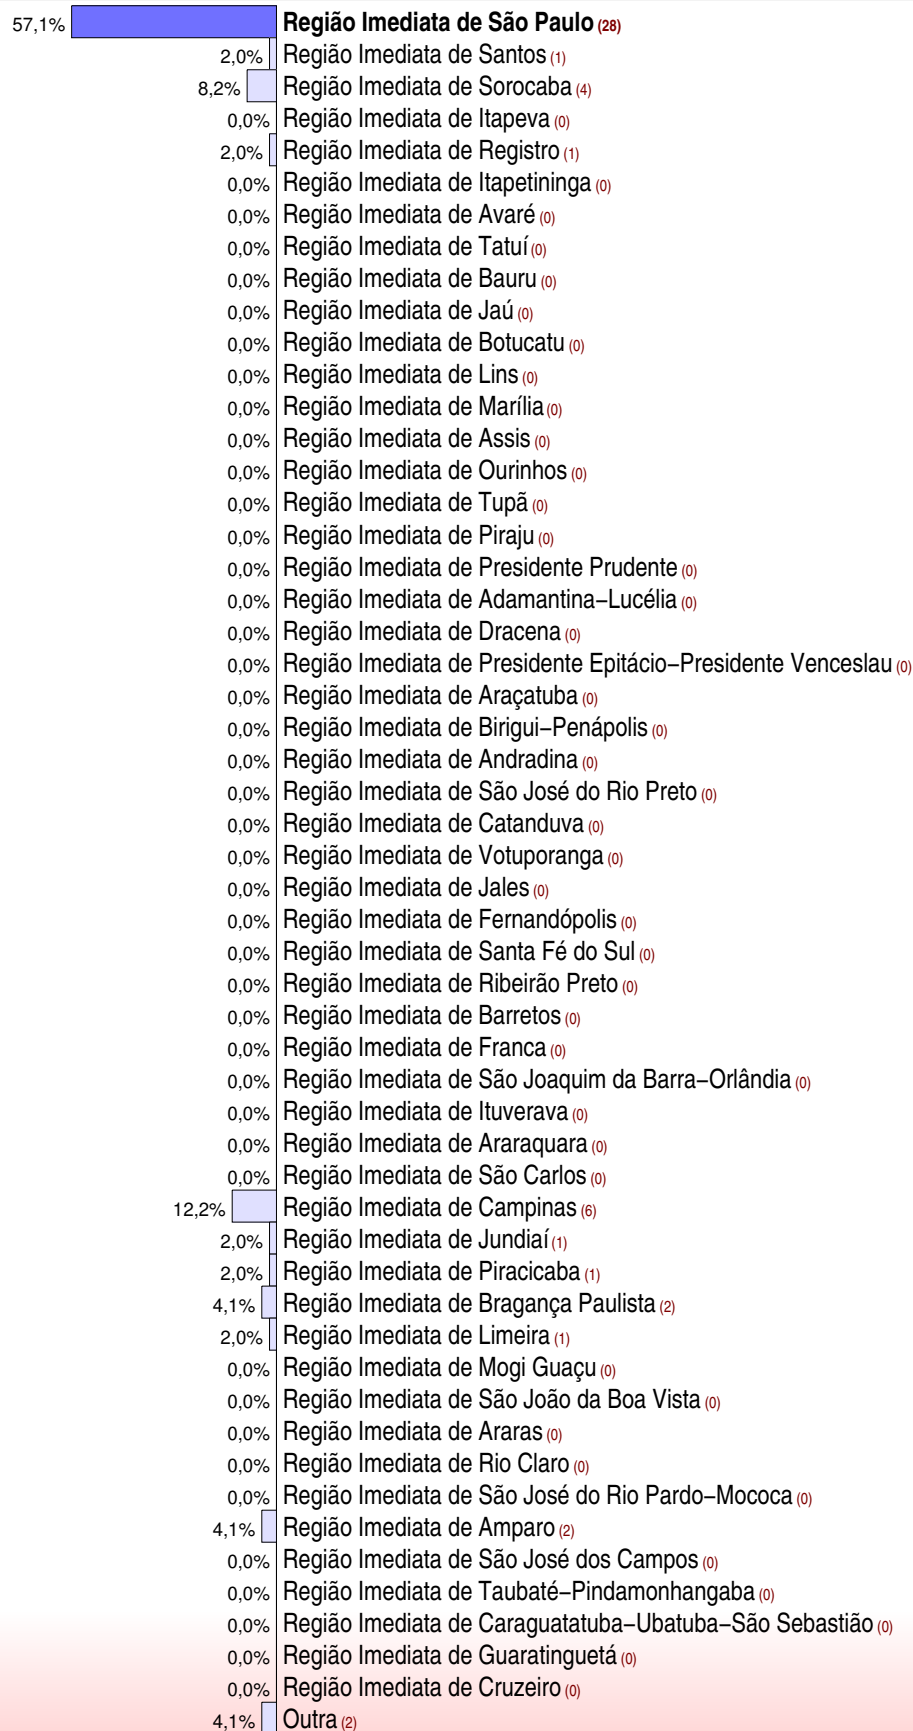 57,1% Região Imediata de São Paulo (28)
2,0% Região Imediata de Santos (1)
8,2% Região Imediata de Sorocaba (4)
0,0% Região Imediata de Itapeva (0)
2,0% Região Imediata de Registro (1)
0,0% Região Imediata de Itapetininga (0)
0,0% Região Imediata de Avaré (0)
0,0% Região Imediata de Tatuí (0)
0,0% Região Imediata de Bauru (0)
0,0% Região Imediata de Jaú (0)
0,0% Região Imediata de Botucatu (0)
0,0% Região Imediata de Lins (0)
0,0% Região Imediata de Marília (0)
0,0% Região Imediata de Assis (0)
0,0% Região Imediata de Ourinhos (0)
0,0% Região Imediata de Tupã (0)
0,0% Região Imediata de Piraju (0)
0,0% Região Imediata de Presidente Prudente (0)
0,0% Região Imediata de Adamantina−Lucélia (0)
0,0% Região Imediata de Dracena (0)
0,0% Região Imediata de Presidente Epitácio−Presidente Venceslau (0)
0,0% Região Imediata de Araçatuba (0)
0,0% Região Imediata de Birigui−Penápolis (0)
0,0% Região Imediata de Andradina (0)
0,0% Região Imediata de São José do Rio Preto (0)
0,0% Região Imediata de Catanduva (0)
0,0% Região Imediata de Votuporanga (0)
0,0% Região Imediata de Jales (0)
0,0% Região Imediata de Fernandópolis (0)
0,0% Região Imediata de Santa Fé do Sul (0)
0,0% Região Imediata de Ribeirão Preto (0)
0,0% Região Imediata de Barretos (0)
0,0% Região Imediata de Franca (0)
0,0% Região Imediata de São Joaquim da Barra−Orlândia (0)
0,0% Região Imediata de Ituverava (0)
0,0% Região Imediata de Araraquara (0)
0,0% Região Imediata de São Carlos (0)
12,2% Região Imediata de Campinas (6)
2,0% Região Imediata de Jundiaí (1)
2,0% Região Imediata de Piracicaba (1)
4,1% Região Imediata de Bragança Paulista (2)
2,0% Região Imediata de Limeira (1)
0,0% Região Imediata de Mogi Guaçu (0)
0,0% Região Imediata de São João da Boa Vista (0)
0,0% Região Imediata de Araras (0)
0,0% Região Imediata de Rio Claro (0)
0,0% Região Imediata de São José do Rio Pardo−Mococa (0)
4,1% Região Imediata de Amparo (2)
0,0% Região Imediata de São José dos Campos (0)
0,0% Região Imediata de Taubaté−Pindamonhangaba (0)
0,0% Região Imediata de Caraguatatuba−Ubatuba−São Sebastião (0)
0,0% Região Imediata de Guaratinguetá (0)
0,0% Região Imediata de Cruzeiro (0)
4,1% Outra (2)